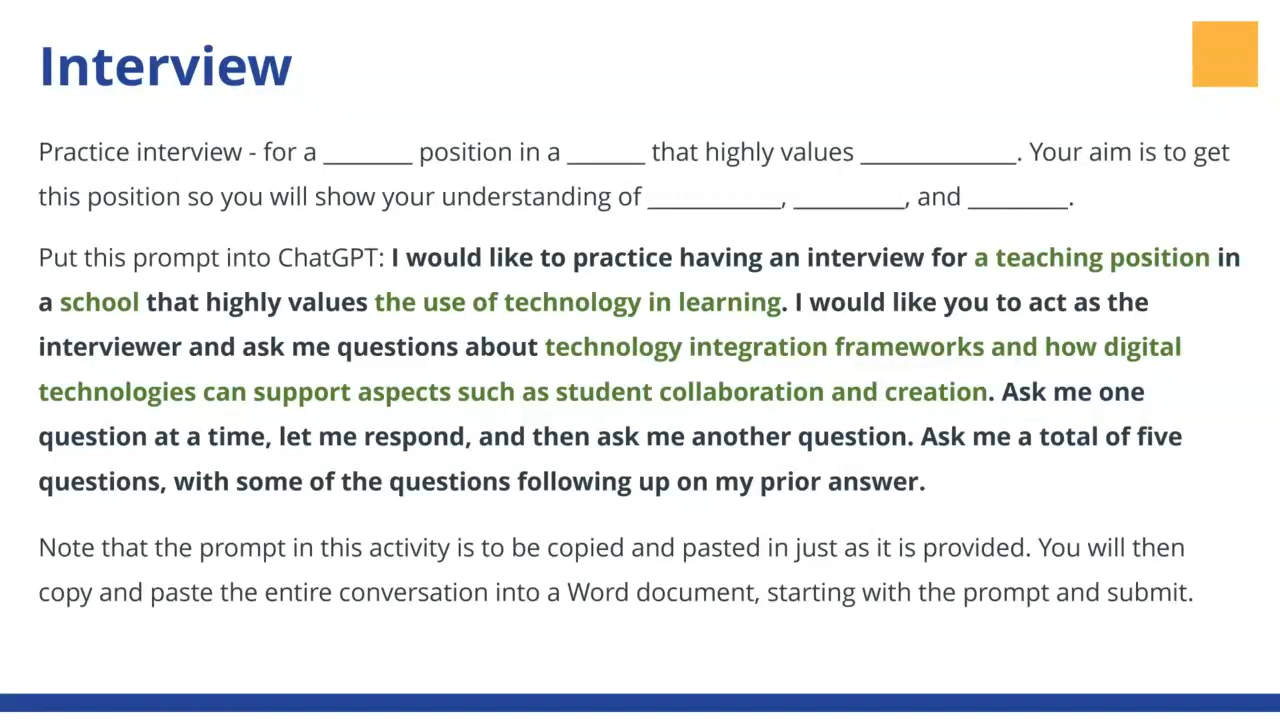 Interview
Practice interview - for a _______ position in a ______ that highly values ____________. Your aim is to get
this position so you will show your understanding of __________, ________, and ________.
Put this prompt into ChatGPT: I would like to practice having an interview for a teaching position in
a school that highly values the use of technology in learning. I would like you to act as the
interviewer and ask me questions about technology integration frameworks and how digital
technologies can support aspects such as student collaboration and creation. Ask me one
question at a time, let me respond, and then ask me another question. Ask me a total of five
questions, with some of the questions following up on my prior answer.
Note that the prompt in this activity is to be copied and pasted in just as it is provided. You will then
copy and paste the entire conversation into a Word document, starting with the prompt and submit.